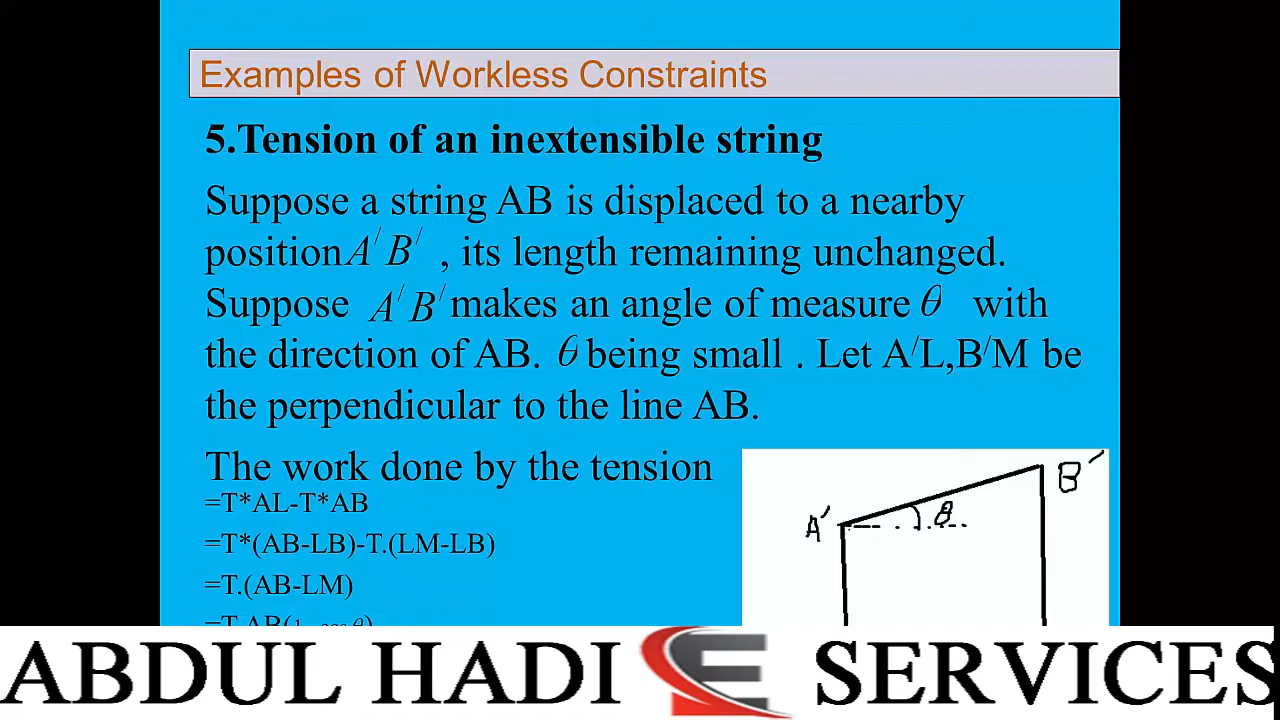 Examples of Workless Constraints
5.Tension of an inextensible string
Suppose a string AB is displaced to a nearby
position A/ B/ , its length remaining unchanged.
Suppose A/ B/ makes an angle of measure θ with
the direction of AB. θ being small . Let A/L,B/M be
the perpendicular to the line AB.
The work done by the tension
=T*AL-T*AB
=T*(AB-LB)-T.(LM-LB)
=T.(AB-LM)
=T.AB(
A′
θ
B′
ABDUL HADI SERVICES